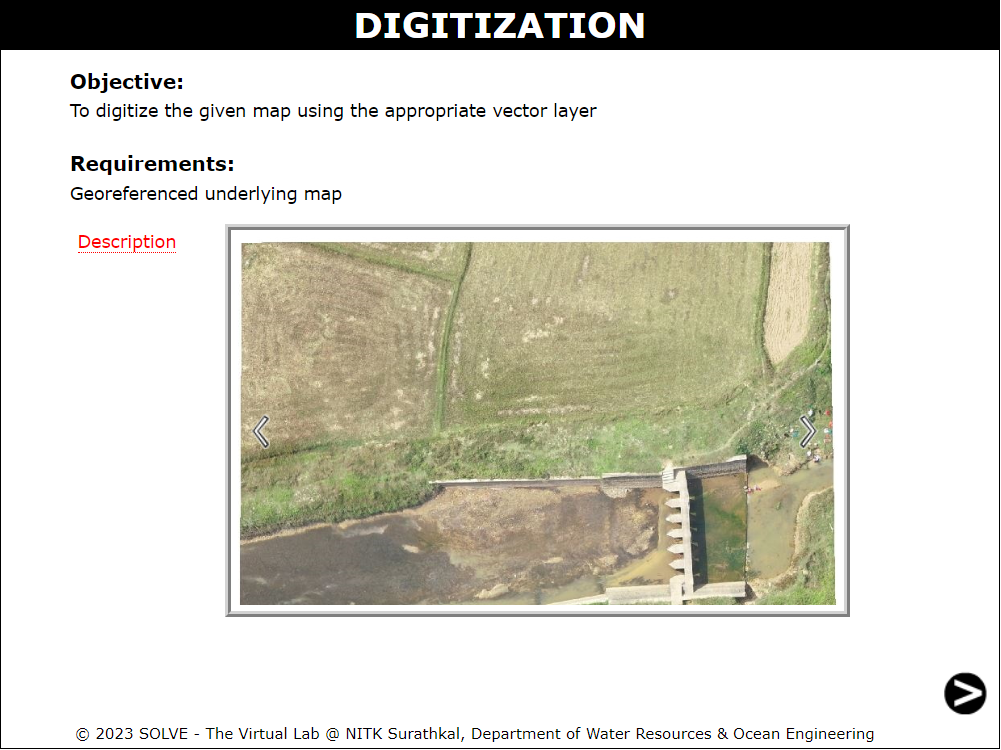 DIGITIZATION
Objective:
To digitize the given map using the appropriate vector layer
Requirements:
Georeferenced underlying map
Description
© 2023 SOLVE - The Virtual Lab @ NITK Surathkal, Department of Water Resources & Ocean Engineering